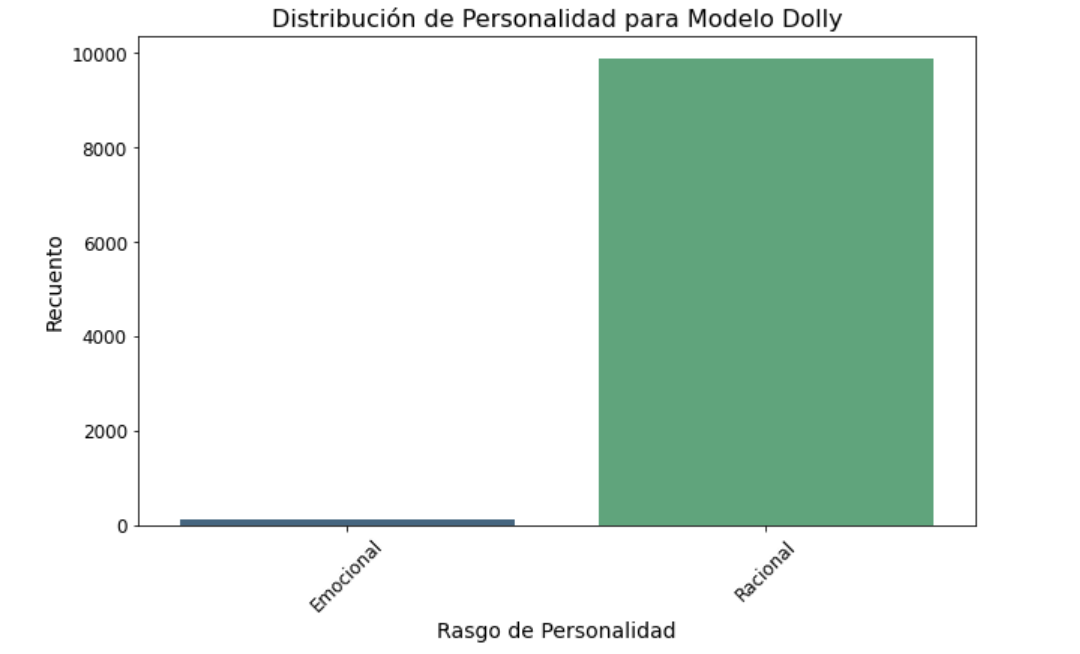 Distribución de Personalidad para Modelo Dolly
10000
8000
6000
4000
2000
0
Recuento
Emocional
Racional
Rasgo de Personalidad